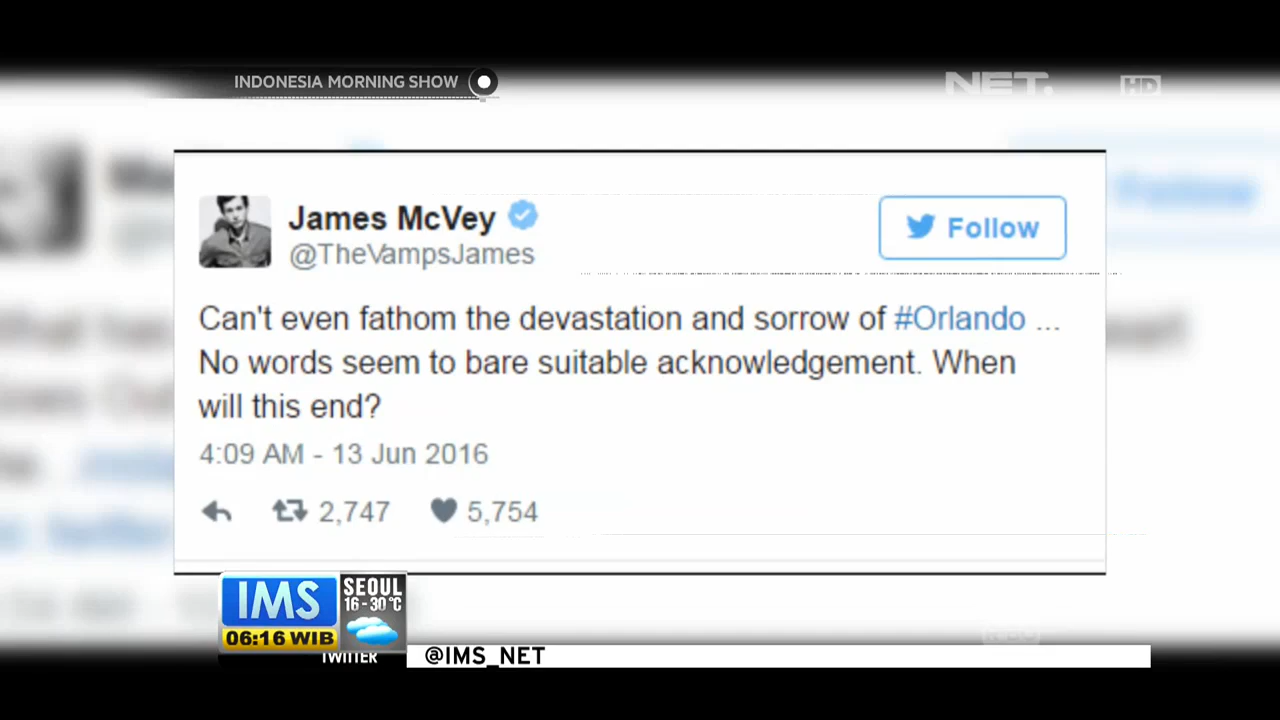 INDONESIA MORNING SHOW
NET.
HD
James McVey
@TheVampsJames
Follow
Can't even fathom the devastation and sorrow of #Orlando ...
No words seem to bare suitable acknowledgement. When
will this end?
4:09 AM - 13 Jun 2016
2,747
5,754
IMS
SEOUL
16-30°C
06:16 WIB
TWITTER
@IMS_NET